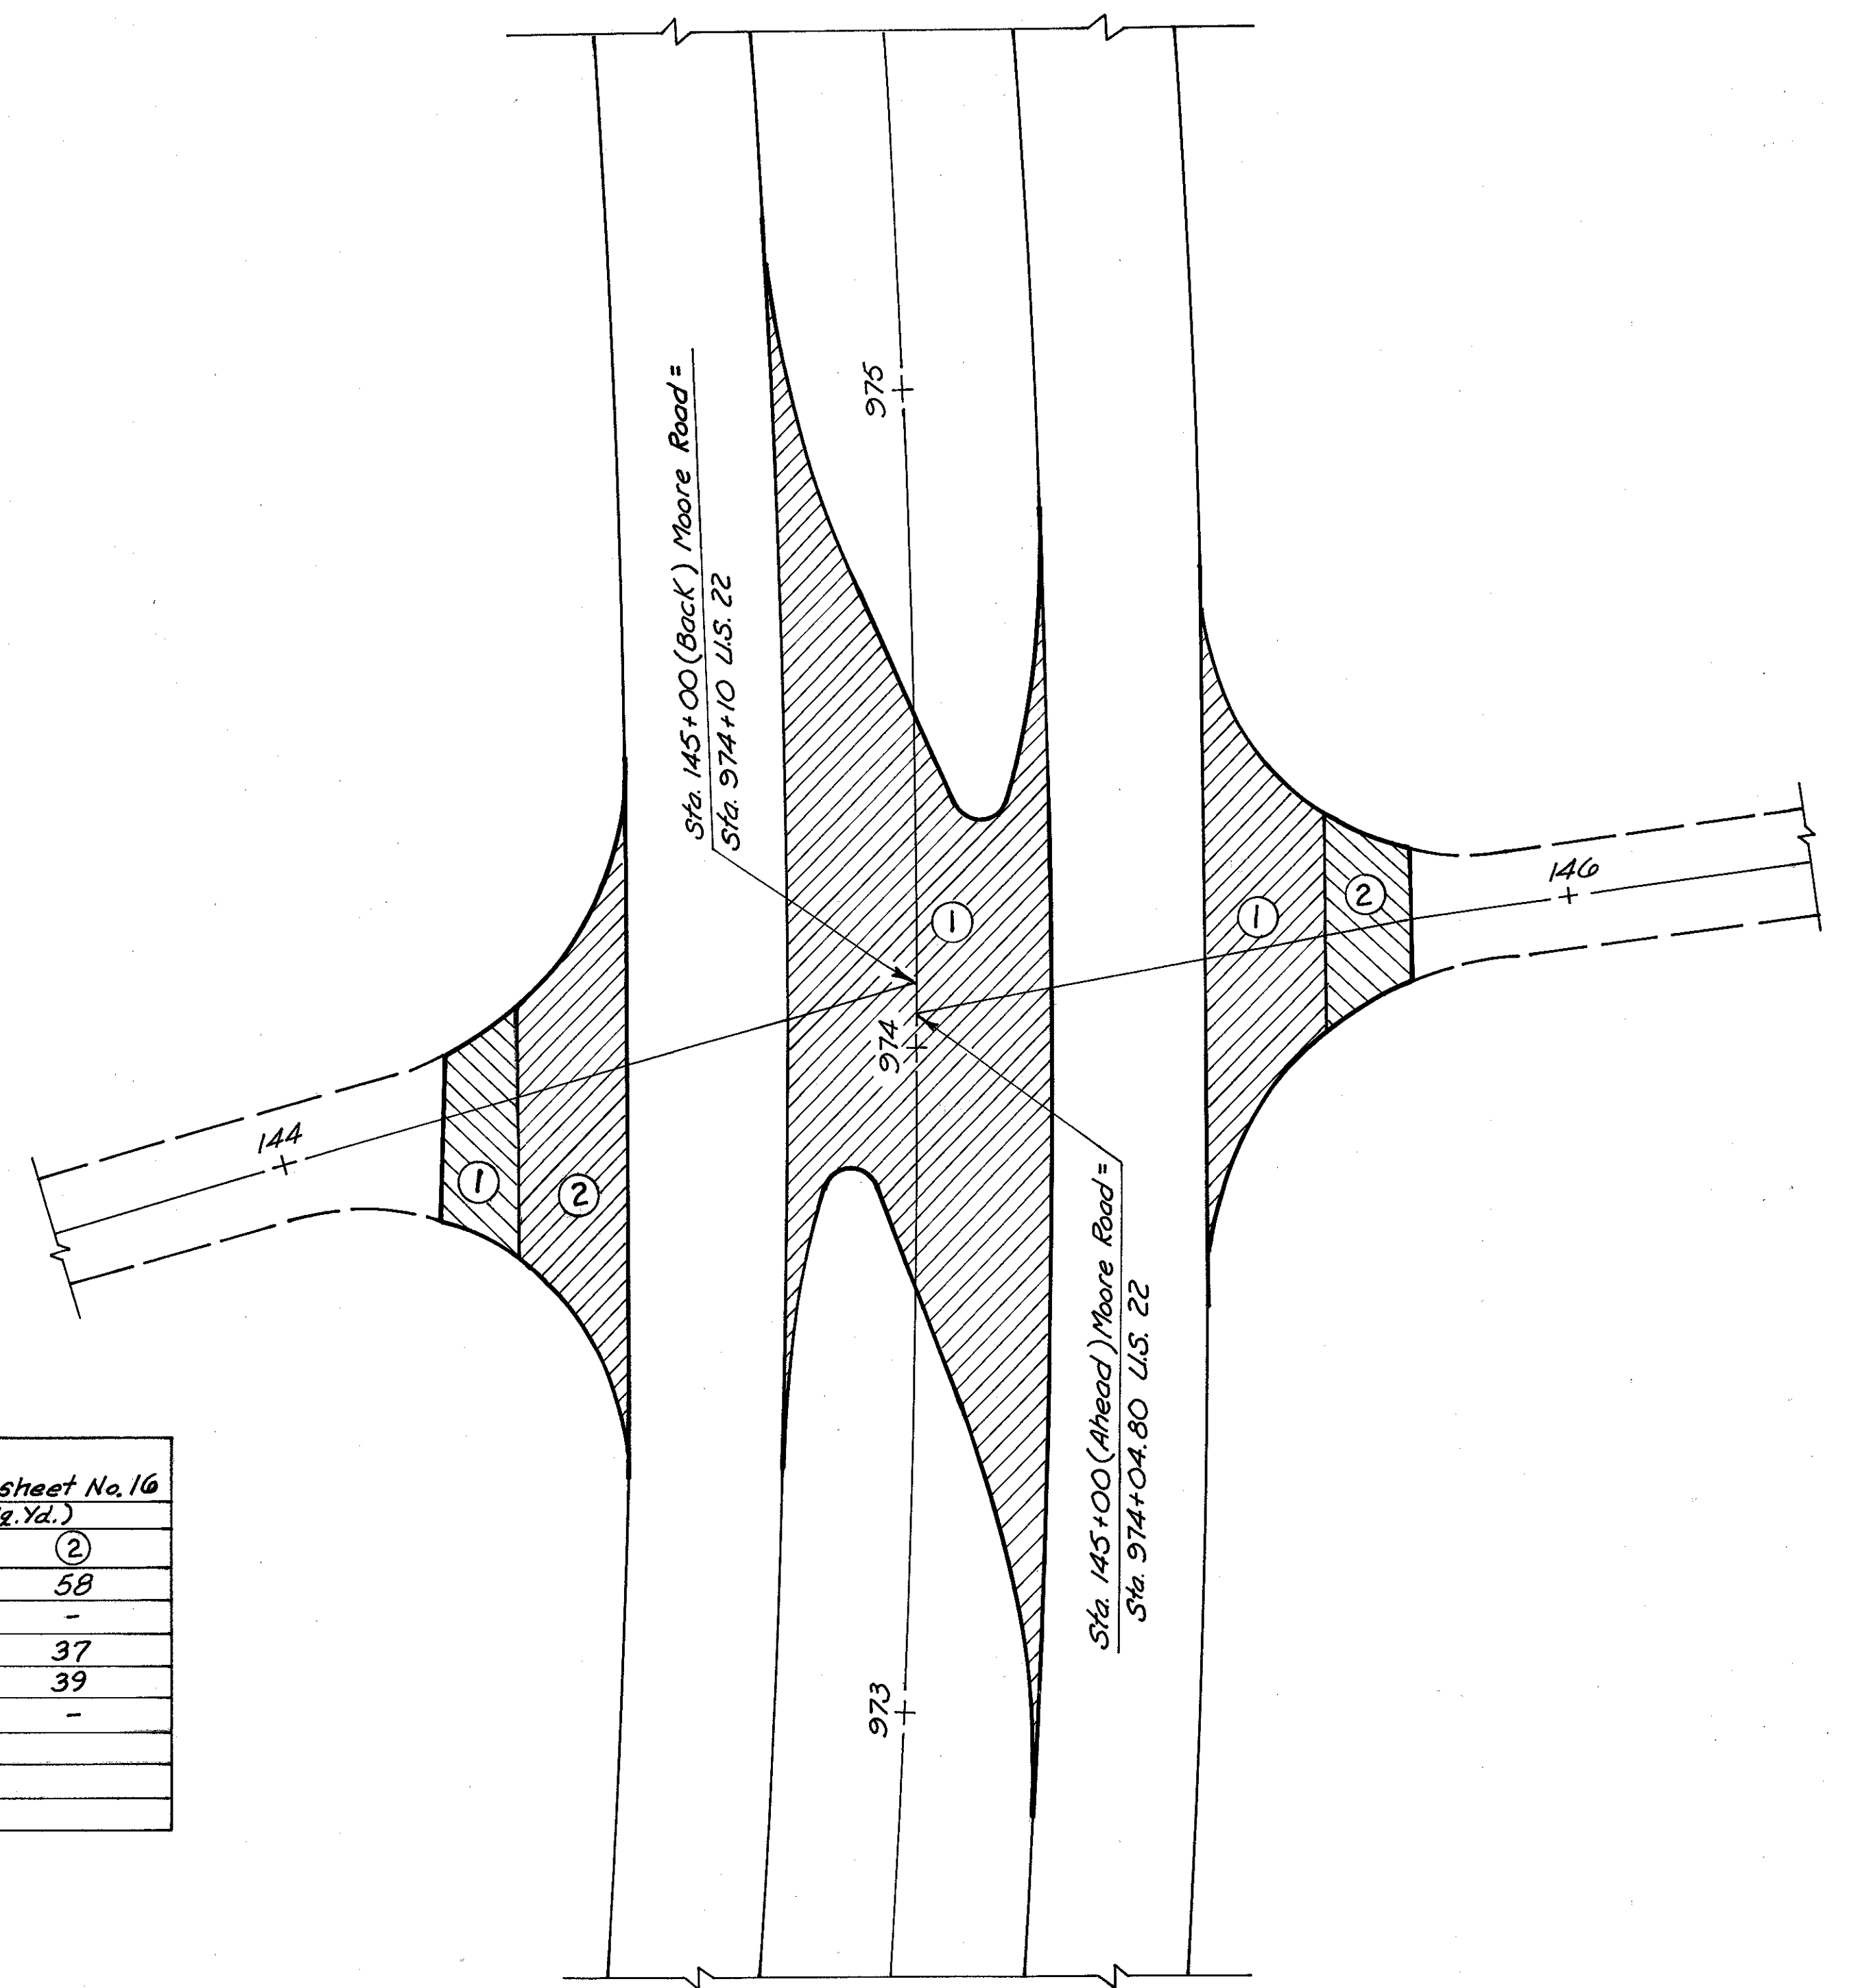 975
Sta. 145+00 (Back) Moore Road =
Sta. 974+10 U.S. 22
146
1
1
2
974
144
1
2
Sta. 145+00 (Ahead) Moore Road =
Sta. 974+04.80 U.S. 22
973
sheet No. 16
Yd.)
2
58
-
37
39
-